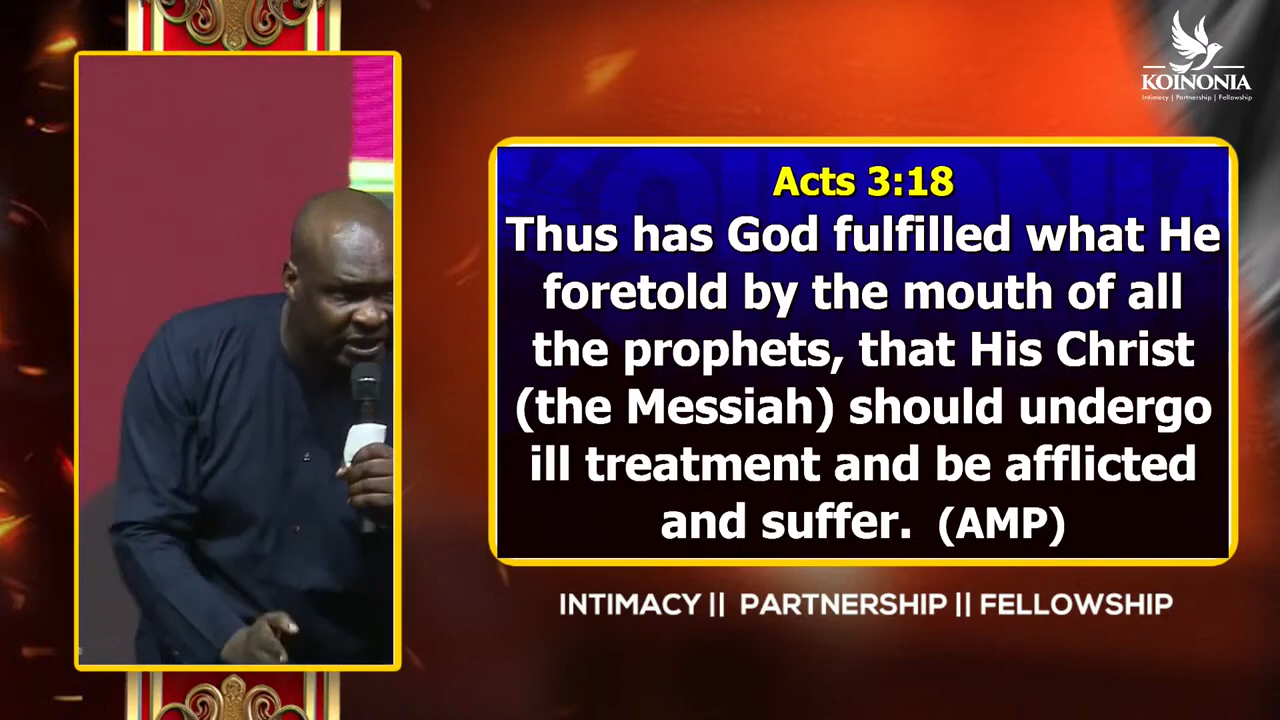 KOINONIA
Intimacy | Partnership | Fellowship
Acts 3:18
Thus has God fulfilled what He
foretold by the mouth of all
the prophets, that His Christ
(the Messiah) should undergo
ill treatment and be afflicted
and suffer. (AMP)
INTIMACY || PARTNERSHIP || FELLOWSHIP